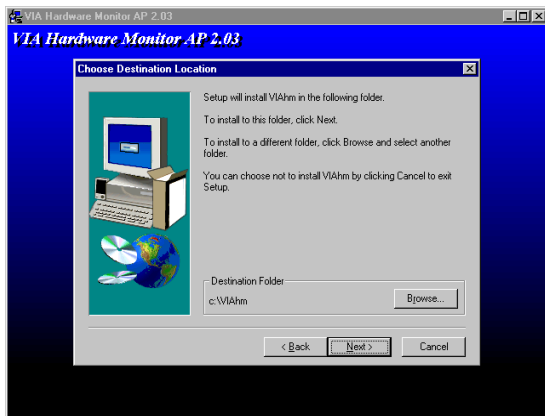 VIA Hardware Monitor AP 2.03
VIA Hardware Monitor AP 2.03
Choose Destination Location
Setup will install VIAhm in the following folder.
To install to this folder, click Next.
To install to a different folder, click Browse and select another
folder.
You can choose not to install VIAhm by clicking Cancel to exit
Setup.
Destination Folder
c:\VIAhm
Browse...
< Back
Next >
Cancel